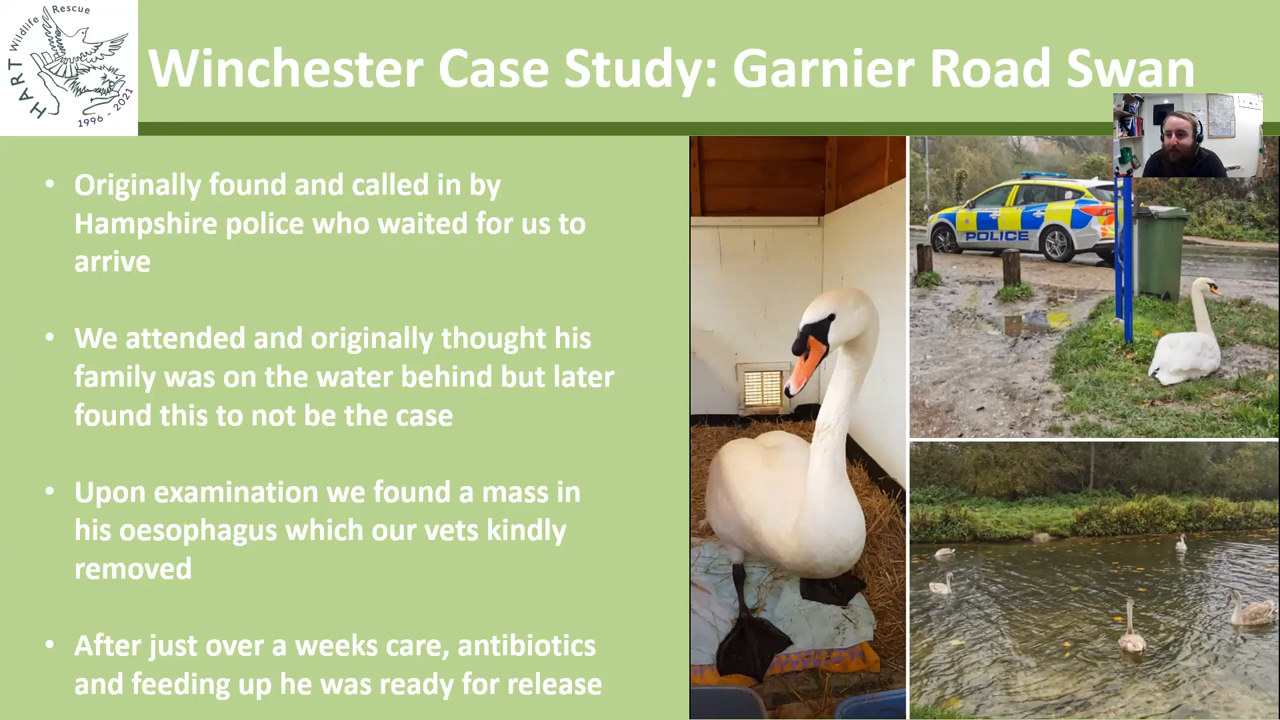 HART Wildlife Rescue
1996 - 2021
Winchester Case Study: Garnier Road Swan
• Originally found and called in by
Hampshire police who waited for us to
arrive
• We attended and originally thought his
family was on the water behind but later
found this to not be the case
• Upon examination we found a mass in
his oesophagus which our vets kindly
removed
• After just over a weeks care, antibiotics
and feeding up he was ready for release
POLICE